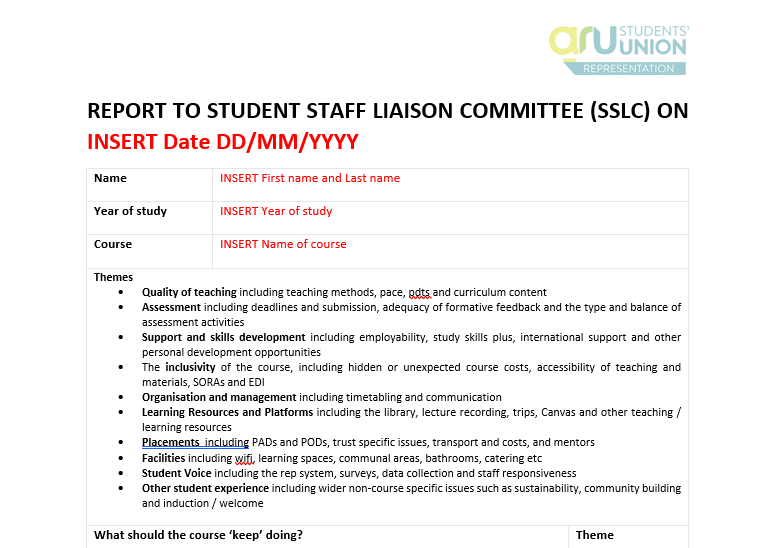 aru STUDENTS'
UNION
REPRESENTATION
REPORT TO STUDENT STAFF LIAISON COMMITTEE (SSLC) ON
INSERT Date DD/MM/YYYY
Name INSERT First name and Last name
Year of study INSERT Year of study
Course INSERT Name of course
Themes
• Quality of teaching including teaching methods, pace, pdts and curriculum content
• Assessment including deadlines and submission, adequacy of formative feedback and the type and balance of
assessment activities
• Support and skills development including employability, study skills plus, international support and other
personal development opportunities
• The inclusivity of the course, including hidden or unexpected course costs, accessibility of teaching and
materials, SORAs and EDI
• Organisation and management including timetabling and communication
• Learning Resources and Platforms including the library, lecture recording, trips, Canvas and other teaching /
learning resources
• Placements including PADs and PODs, trust specific issues, transport and costs, and mentors
• Facilities including wifi, learning spaces, communal areas, bathrooms, catering etc
• Student Voice including the rep system, surveys, data collection and staff responsiveness
• Other student experience including wider non-course specific issues such as sustainability, community building
and induction / welcome
What should the course ‘keep’ doing? Theme